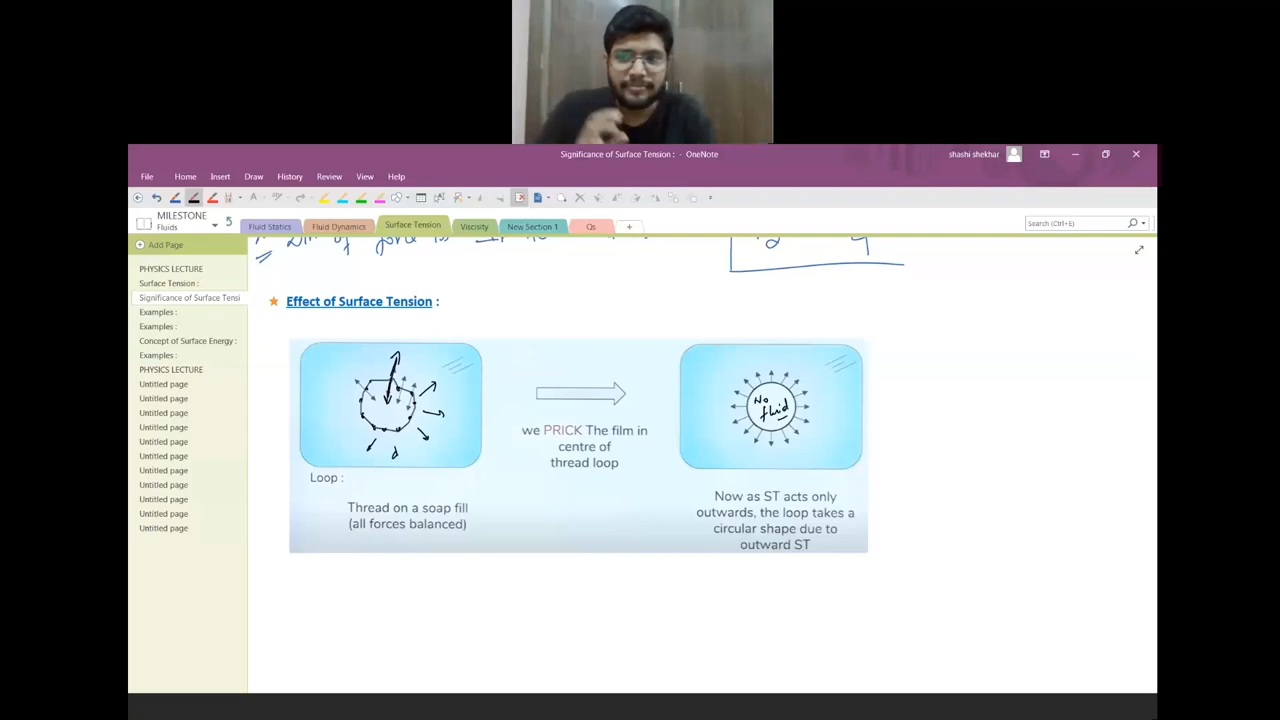 Significance of Surface Tension : - OneNote
shashi shekhar
File Home Insert Draw History Review View Help
MILESTONE
Fluids
Fluid Statics Fluid Dynamics Surface Tension Viscosity New Section 1 Qs
Search (Ctrl+E)
Add Page
PHYSICS LECTURE
Surface Tension :
Significance of Surface Tensi
Examples :
Examples :
Concept of Surface Energy :
Examples :
PHYSICS LECTURE
Untitled page
Untitled page
Untitled page
Untitled page
Untitled page
Untitled page
Untitled page
Untitled page
Untitled page
Untitled page
Untitled page
of force is
Effect of Surface Tension :
No
fluid
we PRICK The film in
centre of
thread loop
Loop :
Thread on a soap fill
(all forces balanced)
Now as ST acts only
outwards, the loop takes a
circular shape due to
outward ST